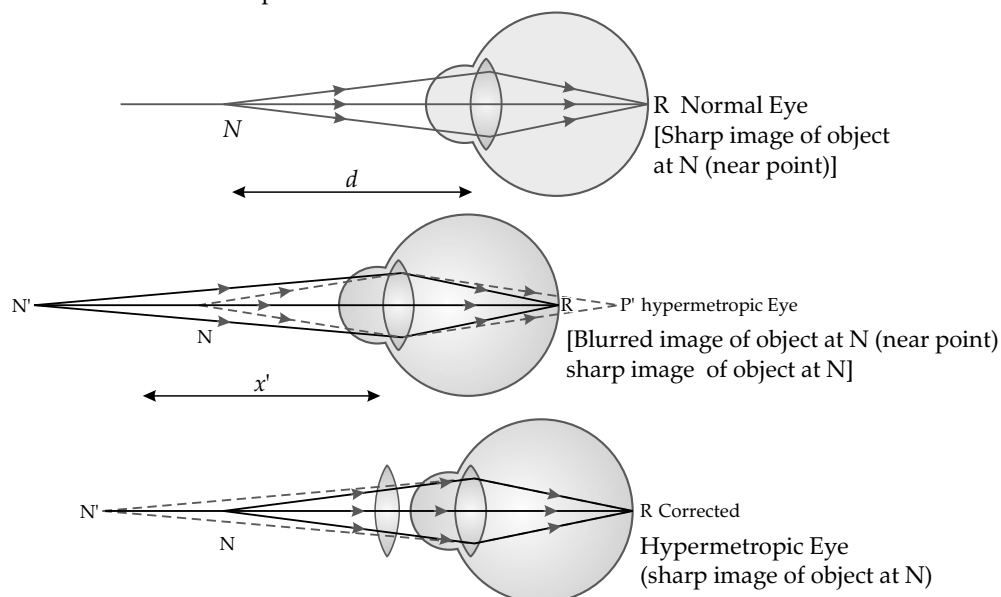 R Normal Eye
[Sharp image of object
at N (near point)]
N
d
N'
N
R
P' hypermetropic Eye
[Blurred image of object at N (near point)
sharp image of object at N]
x'
N'
N
R Corrected
Hypermetropic Eye
(sharp image of object at N)